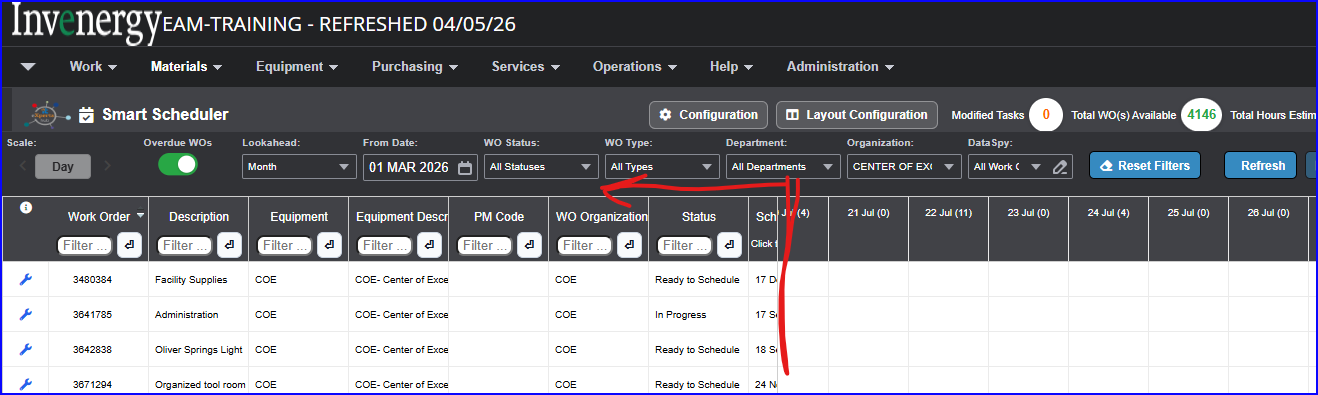 Invenergy EAM-TRAINING - REFRESHED 04/05/26
Work Materials Equipment Purchasing Services Operations Help Administration
Smart Scheduler Configuration Layout Configuration Modified Tasks 0 Total WO(s) Available 4146 Total Hours Estim
Scale: Overdue WOs Lookahead: From Date: WO Status: WO Type: Department: Organization: DataSpy:
Day Month 01 MAR 2026 All Statuses All Types All Departments CENTER OF EXC All Work Reset Filters Refresh
Work Order Description Equipment Equipment Descr PM Code WO Organization Status Sch Jul (4) 21 Jul (0) 22 Jul (11) 23 Jul (0) 24 Jul (4) 25 Jul (0) 26 Jul (0)
Filter ... Filter ... Filter ... Filter ... Filter ... Filter ... Filter ... Click t
3480384 Facility Supplies COE COE- Center of Exce COE Ready to Schedule 17 D
3641785 Administration COE COE- Center of Exce COE In Progress 17 S
3642838 Oliver Springs Light COE COE- Center of Exce COE Ready to Schedule 18 S
3671294 Organized tool room COE COE- Center of Exce COE Ready to Schedule 24 N